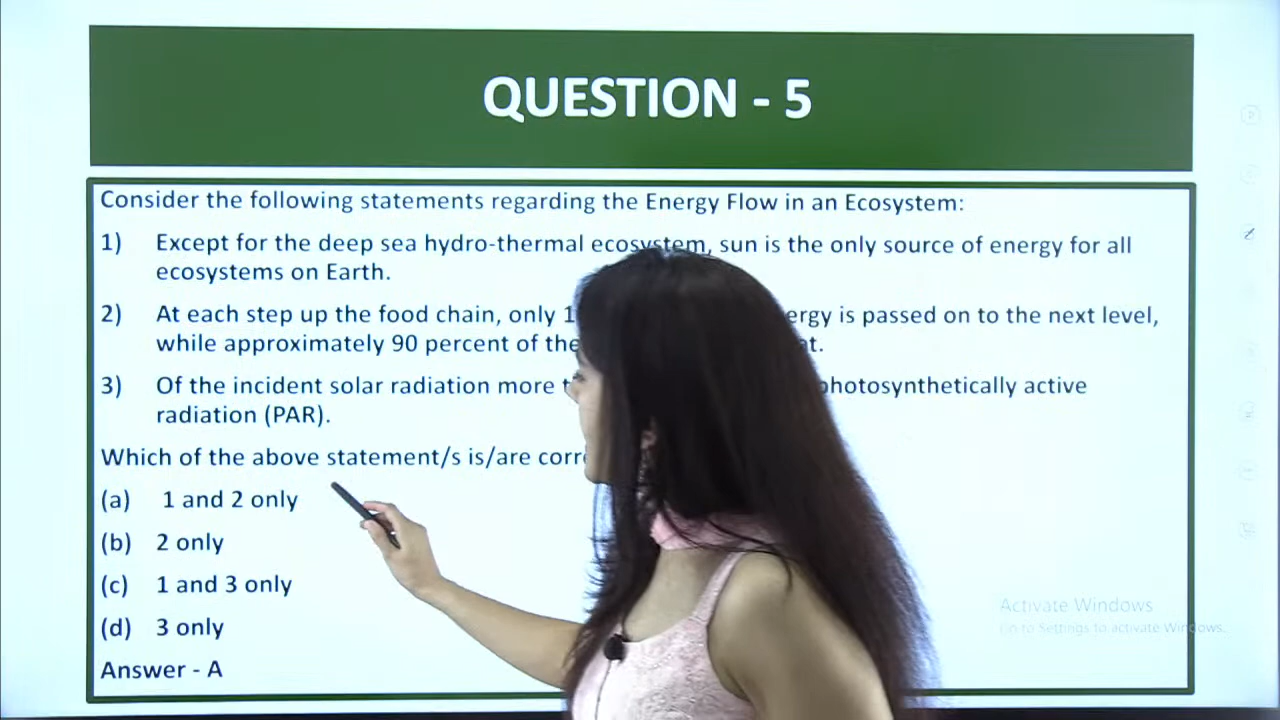 QUESTION - 5
Consider the following statements regarding the Energy Flow in an Ecosystem:
1) Except for the deep sea hydro-thermal ecosystem, sun is the only source of energy for all
ecosystems on Earth.
2) At each step up the food chain, only is passed on to the next level,
while approximately 90 percent of the
3) Of the incident solar radiation more photosynthetically active
radiation (PAR).
Which of the above statement/s is/are
(a) 1 and 2 only
(b) 2 only
(c) 1 and 3 only
(d) 3 only
Answer - A
Activate Windows
Go to Settings to activate Windows.